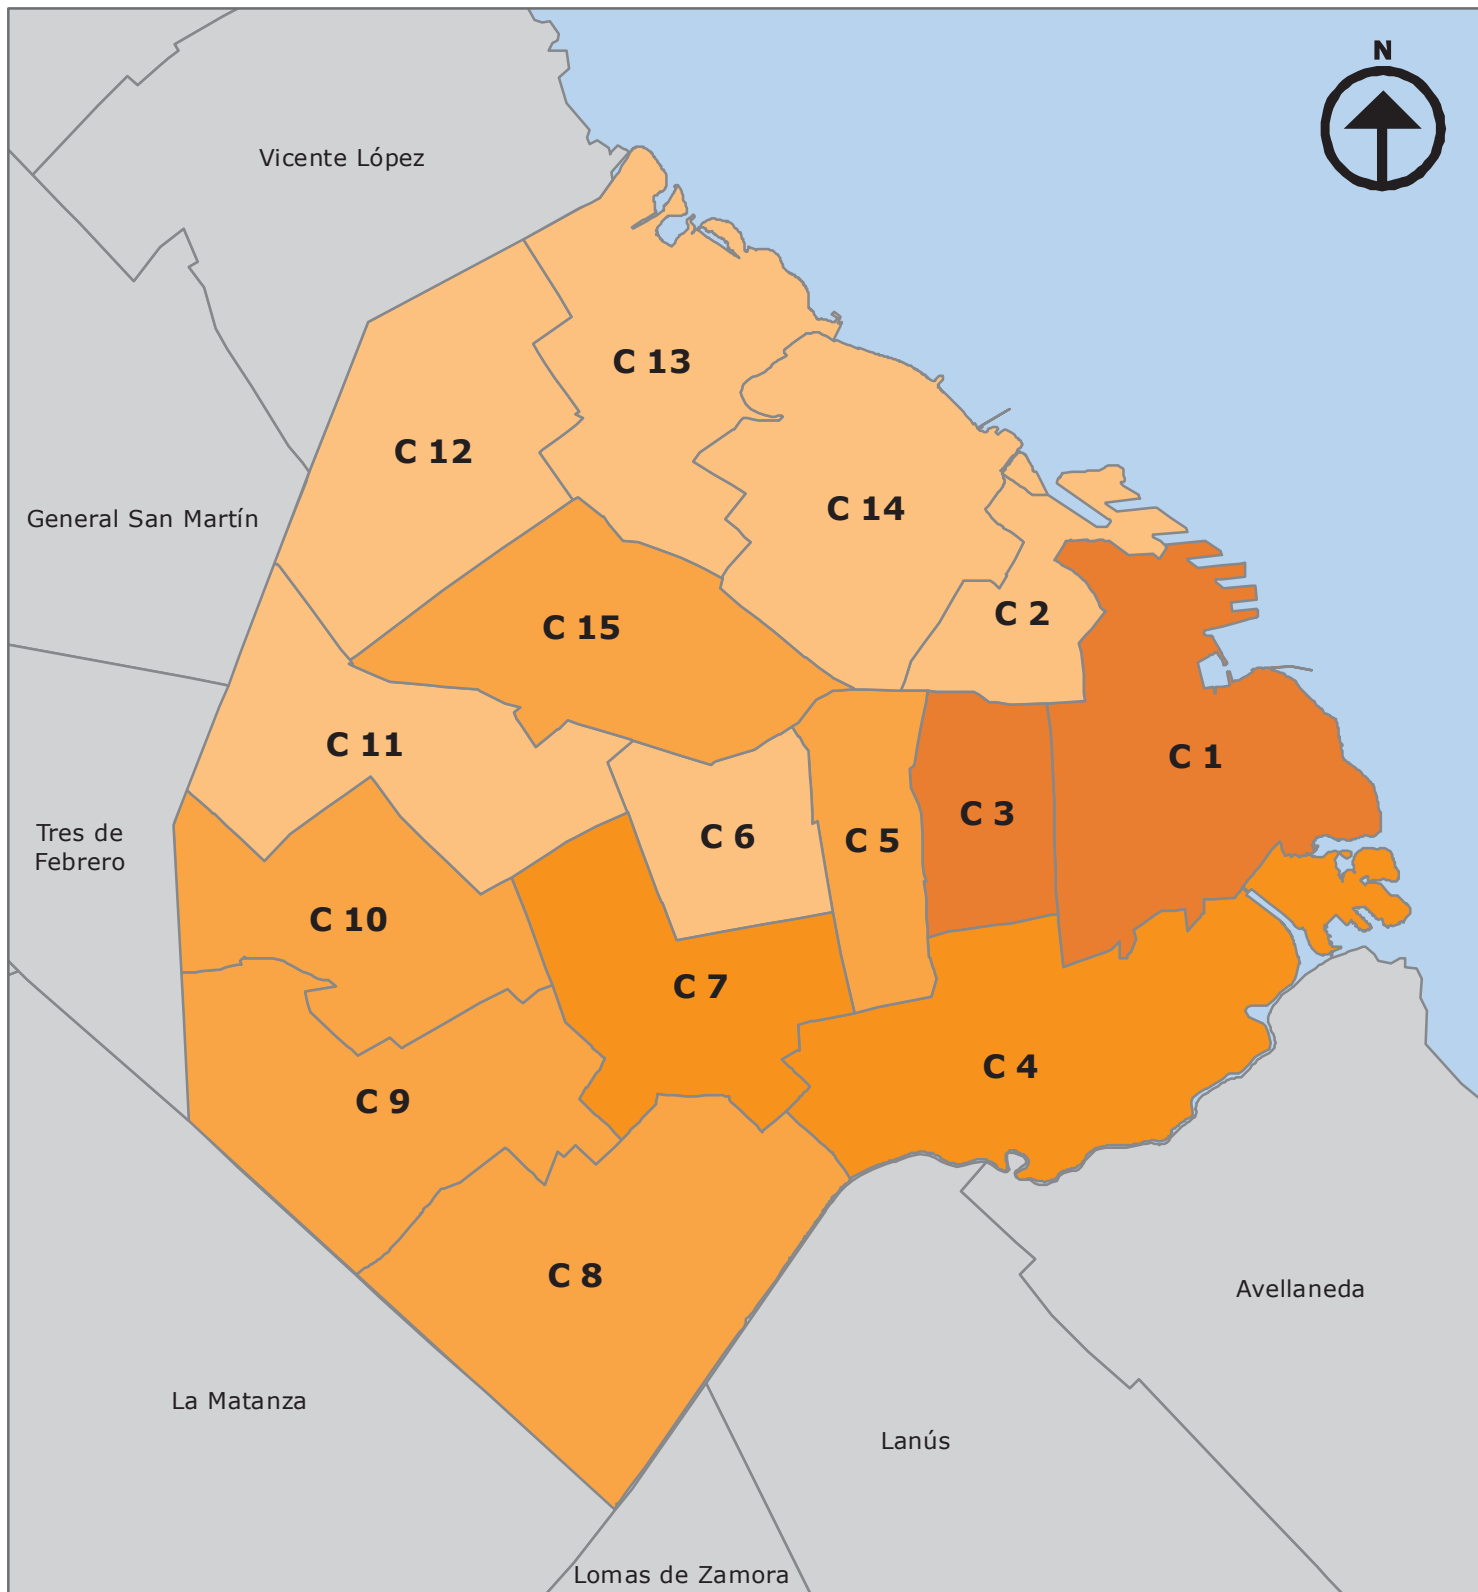 N
Vicente López
C 13
C 12
C 14
General San Martín
C 2
C 15
C 11
C 1
C 3
Tres de
Febrero
C 6
C 5
C 10
C 7
C 4
C 9
C 8
Avellaneda
La Matanza
Lanús
Lomas de Zamora